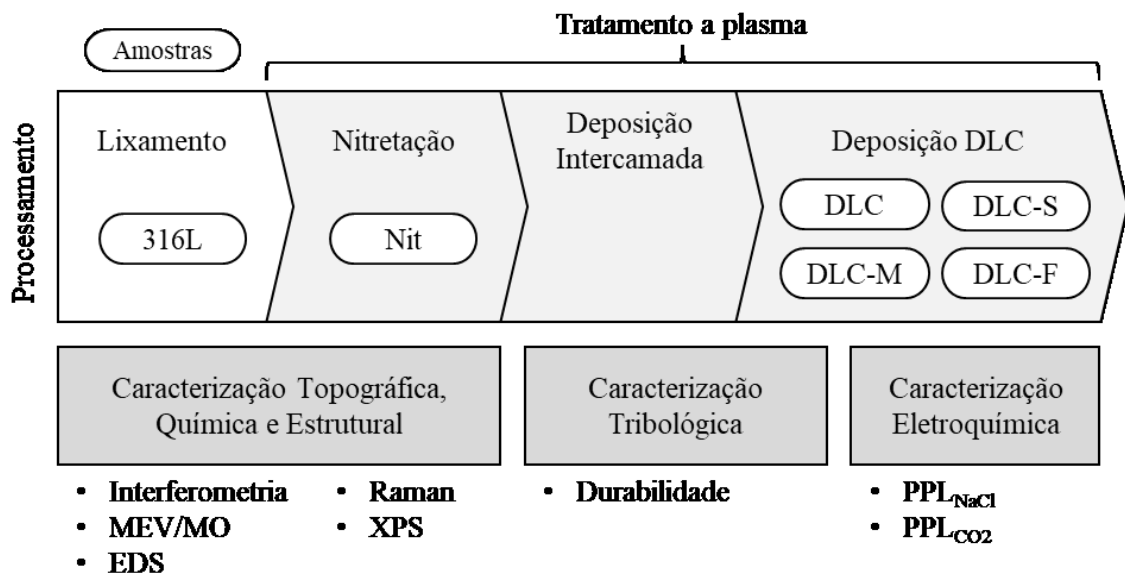 Tratamento a plasma
Amostras
Processamento
Lixamento
Nitretação
Deposição
Intercamada
Deposição DLC
316L
Nit
DLC
DLC-S
DLC-M
DLC-F
Caracterização Topográfica,
Química e Estrutural
Caracterização
Tribológica
Caracterização
Eletroquímica
• Interferometria
• MEV/MO
• EDS
• Raman
• XPS
• Durabilidade
• PPL_NaCl
• PPL_CO2